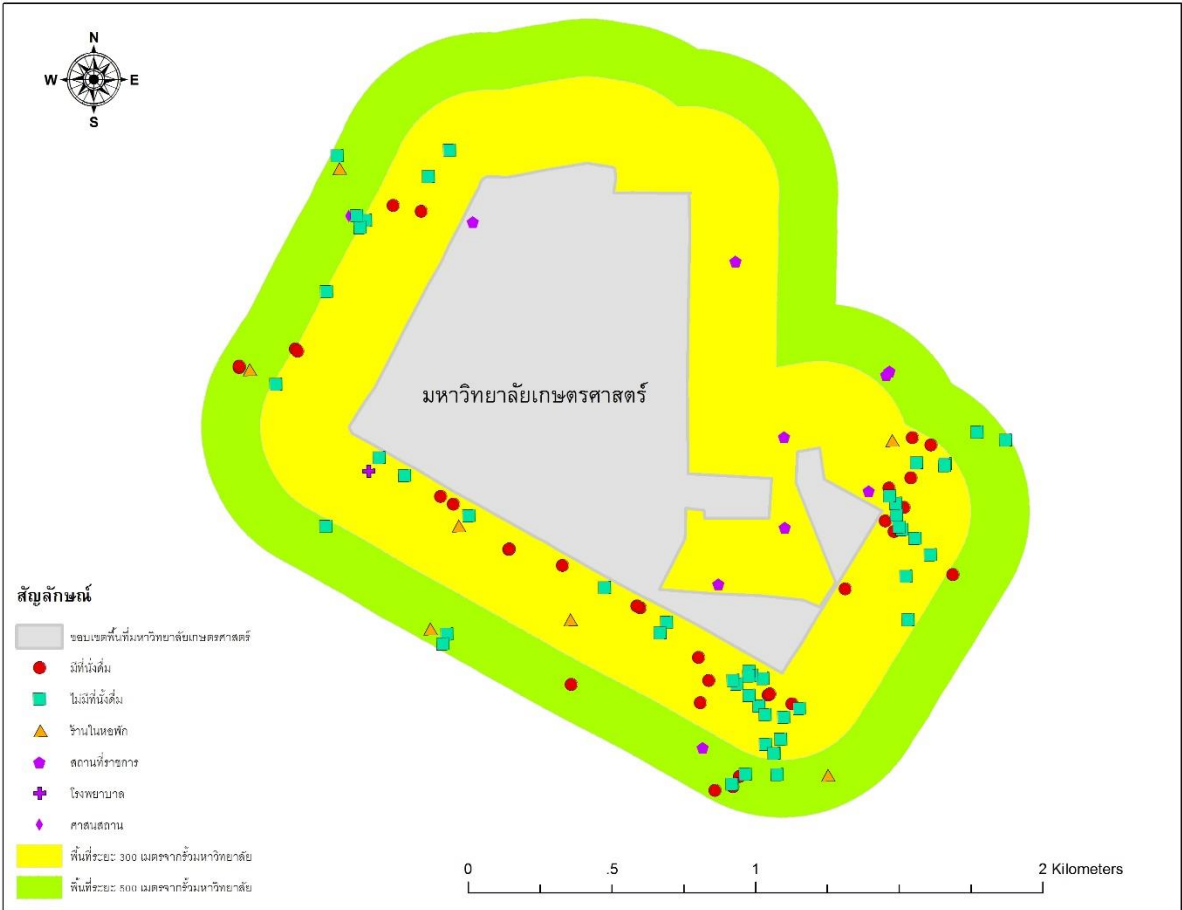 N
W E
S
มหาวิทยาลัยเกษตรศาสตร์
สัญลักษณ์
ขอบเขตพื้นที่มหาวิทยาลัยเกษตรศาสตร์
มีที่นั่งดื่ม
ไม่มีที่นั่งดื่ม
ร้านในหอพัก
สถานที่ราชการ
โรงพยาบาล
ศาสนสถาน
พื้นที่ระยะ 300 เมตรจากรั้วมหาวิทยาลัย
พื้นที่ระยะ 500 เมตรจากรั้วมหาวิทยาลัย
0 .5 1 2 Kilometers